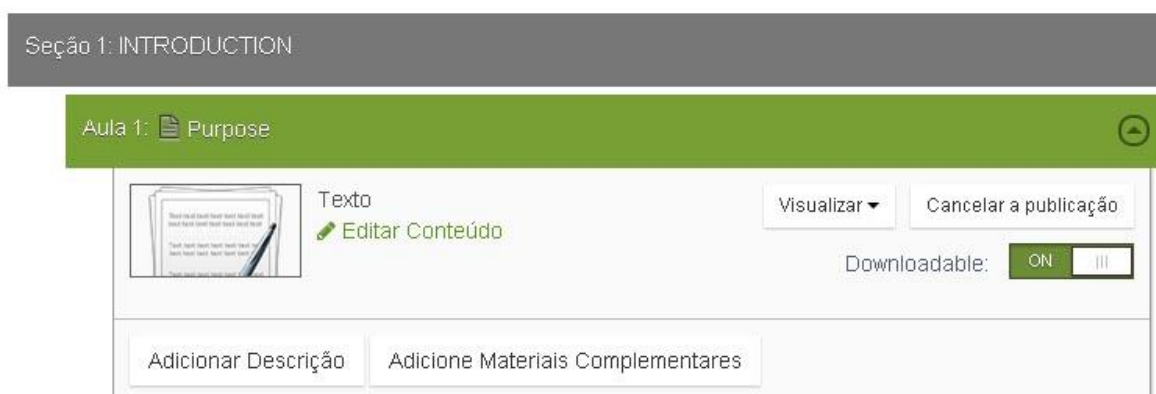 Seção 1: INTRODUCTION
Aula 1: Purpose
Texto
Editar Conteúdo
Visualizar
Cancelar a publicação
Downloadable: ON
Adicionar Descrição
Adicione Materiais Complementares